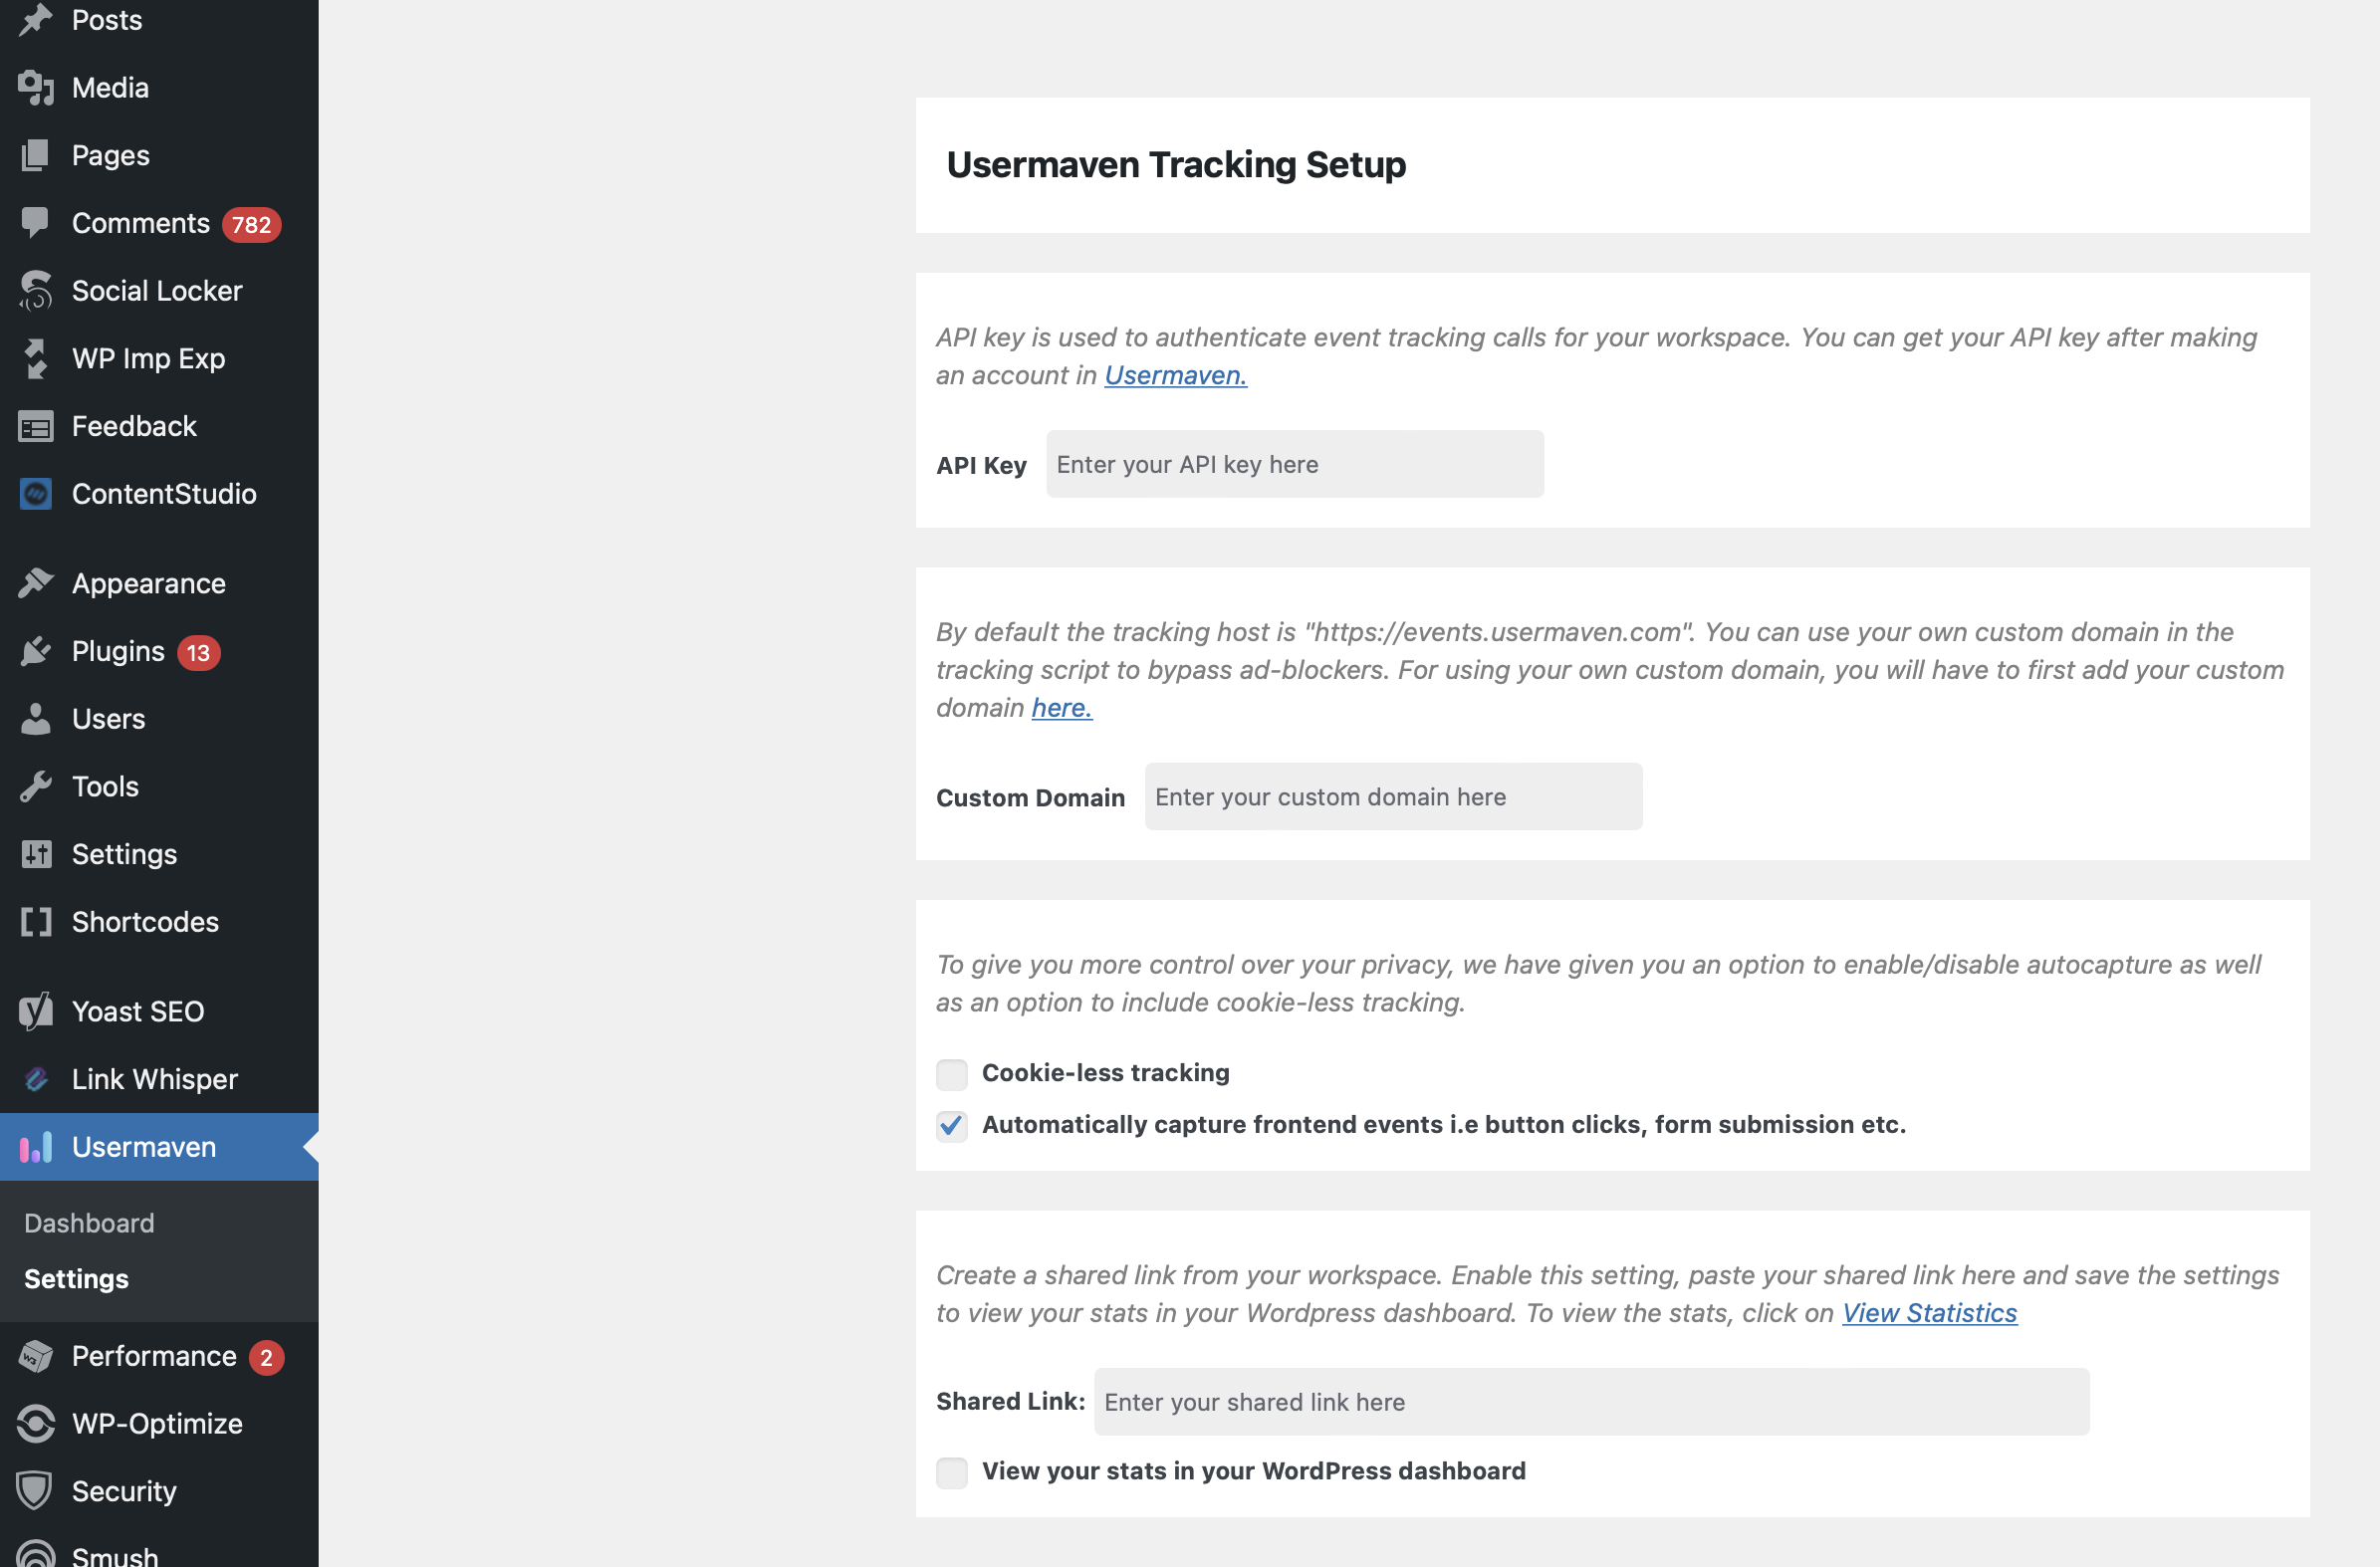 Posts
Media
Pages
Comments 782
Social Locker
WP Imp Exp
Feedback
ContentStudio
Appearance
Plugins 13
Users
Tools
Settings
Shortcodes
Yoast SEO
Link Whisper
Usermaven
Dashboard
Settings
Performance 2
WP-Optimize
Security
Smush
Usermaven Tracking Setup
API key is used to authenticate event tracking calls for your workspace. You can get your API key after making
an account in Usermaven.
API Key Enter your API key here
By default the tracking host is "https://events.usermaven.com". You can use your own custom domain in the
tracking script to bypass ad-blockers. For using your own custom domain, you will have to first add your custom
domain here.
Custom Domain Enter your custom domain here
To give you more control over your privacy, we have given you an option to enable/disable autocapture as well
as an option to include cookie-less tracking.
Cookie-less tracking
Automatically capture frontend events i.e button clicks, form submission etc.
Create a shared link from your workspace. Enable this setting, paste your shared link here and save the settings
to view your stats in your Wordpress dashboard. To view the stats, click on View Statistics
Shared Link: Enter your shared link here
View your stats in your WordPress dashboard